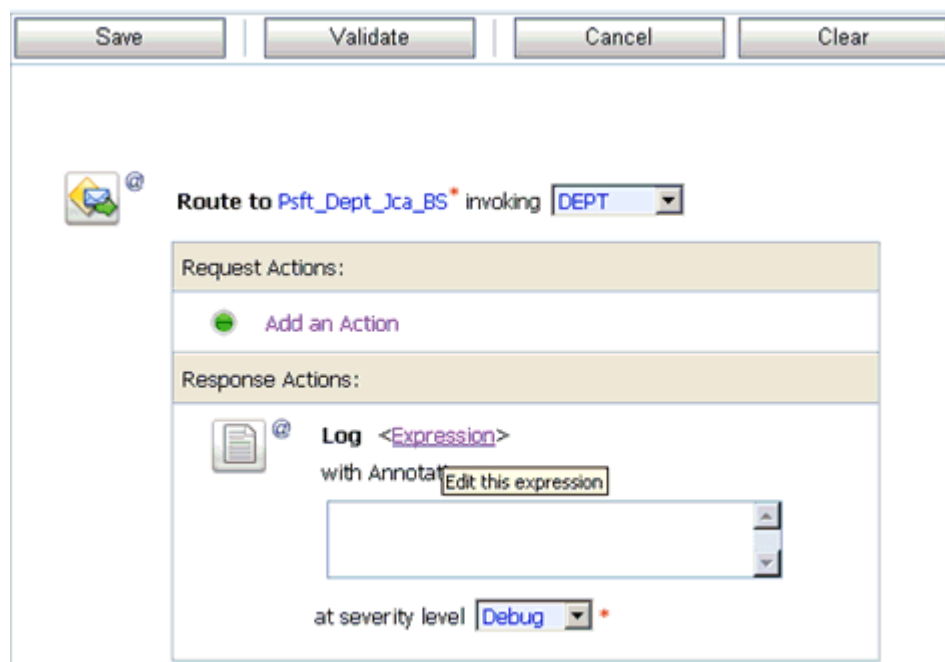 Save Validate Cancel Clear
@ Route to Psft_Dept_Jca_BS* invoking DEPT
Request Actions:
Add an Action
Response Actions:
@ Log <Expression>
with Annotat
Edit this expression
at severity level Debug *